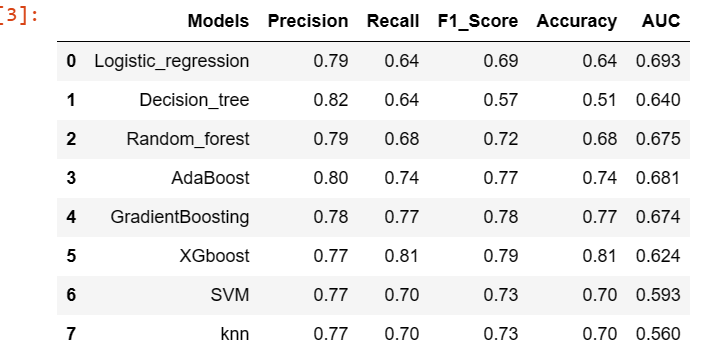 [3]:
Models Precision Recall F1_Score Accuracy AUC
0 Logistic_regression 0.79 0.64 0.69 0.64 0.693
1 Decision_tree 0.82 0.64 0.57 0.51 0.640
2 Random_forest 0.79 0.68 0.72 0.68 0.675
3 AdaBoost 0.80 0.74 0.77 0.74 0.681
4 GradientBoosting 0.78 0.77 0.78 0.77 0.674
5 XGboost 0.77 0.81 0.79 0.81 0.624
6 SVM 0.77 0.70 0.73 0.70 0.593
7 knn 0.77 0.70 0.73 0.70 0.560